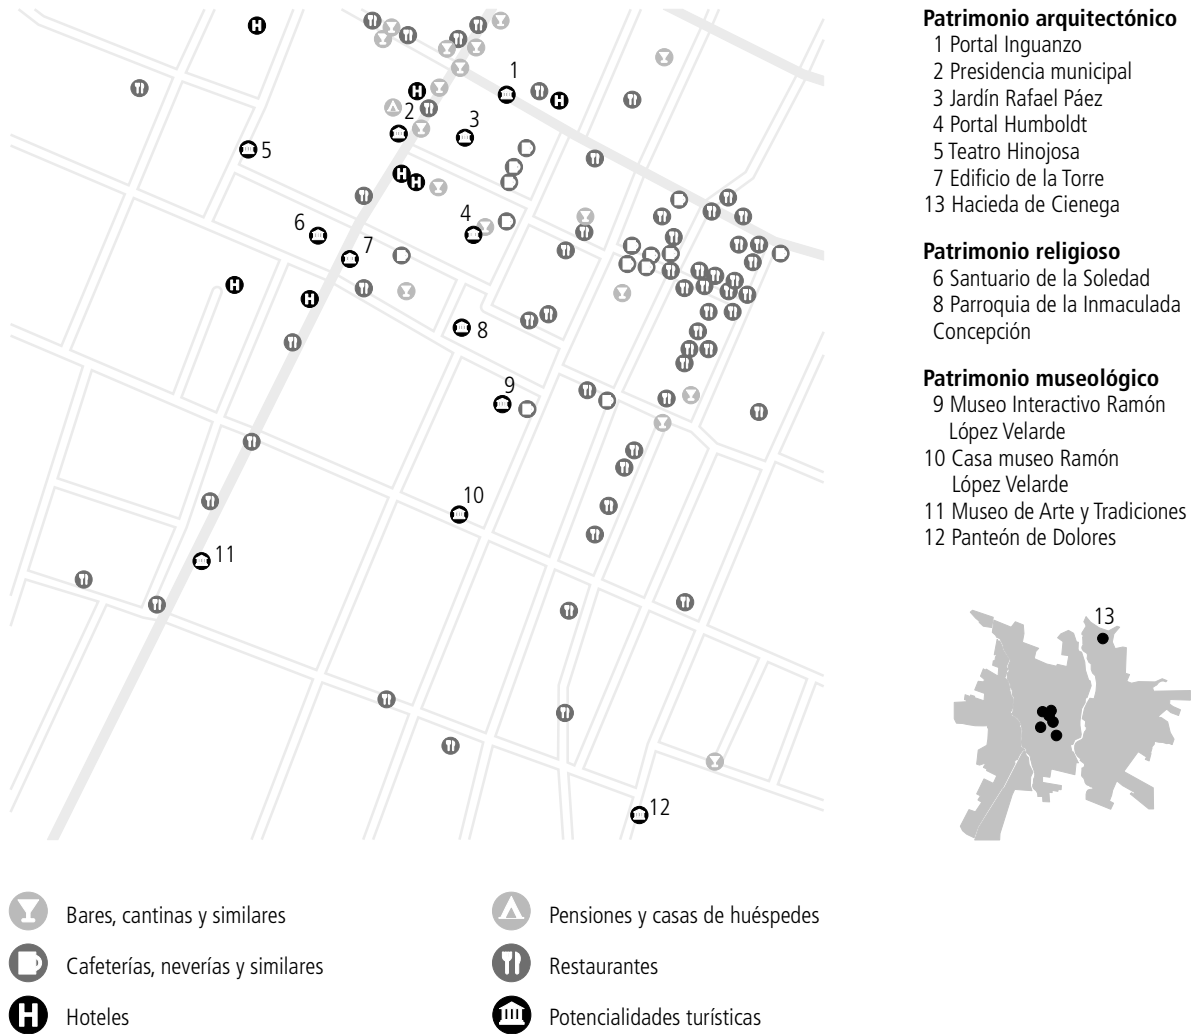 Patrimonio arquitectónico
1 Portal Inguanzo
2 Presidencia municipal
3 Jardín Rafael Páez
4 Portal Humboldt
5 Teatro Hinojosa
7 Edificio de la Torre
13 Hacieda de Cienega
Patrimonio religioso
6 Santuario de la Soledad
8 Parroquia de la Inmaculada
Concepción
Patrimonio museológico
9 Museo Interactivo Ramón
López Velarde
10 Casa museo Ramón
López Velarde
11 Museo de Arte y Tradiciones
12 Panteón de Dolores
1
2
3
5
4
6
7
8
9
10
11
12
13
H
H
H
H
H
H
H
Bares, cantinas y similares
Cafeterías, neverías y similares
H Hoteles
Pensiones y casas de huéspedes
Restaurantes
Potencialidades turísticas